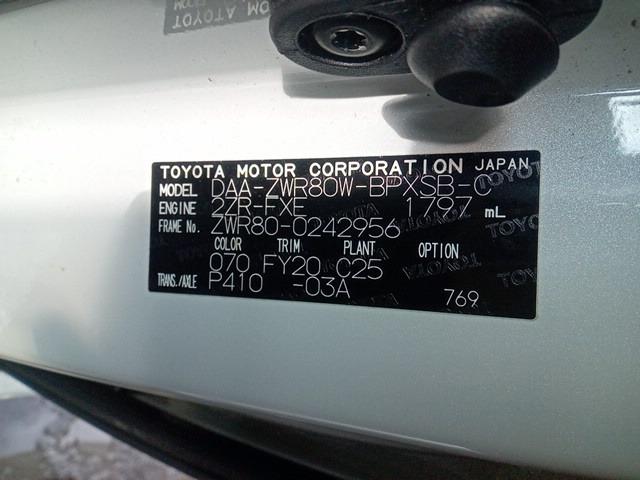 TOYOTA MOTOR CORPORATION JAPAN
MODEL DAA-ZWR80W-BPXSB-C
ENGINE 2ZR-FXE 1797 mL
FRAME No. ZWR80-0242956
COLOR TRIM PLANT OPTION
070 FY20 C25
TRANS./AXLE P410 -03A
769